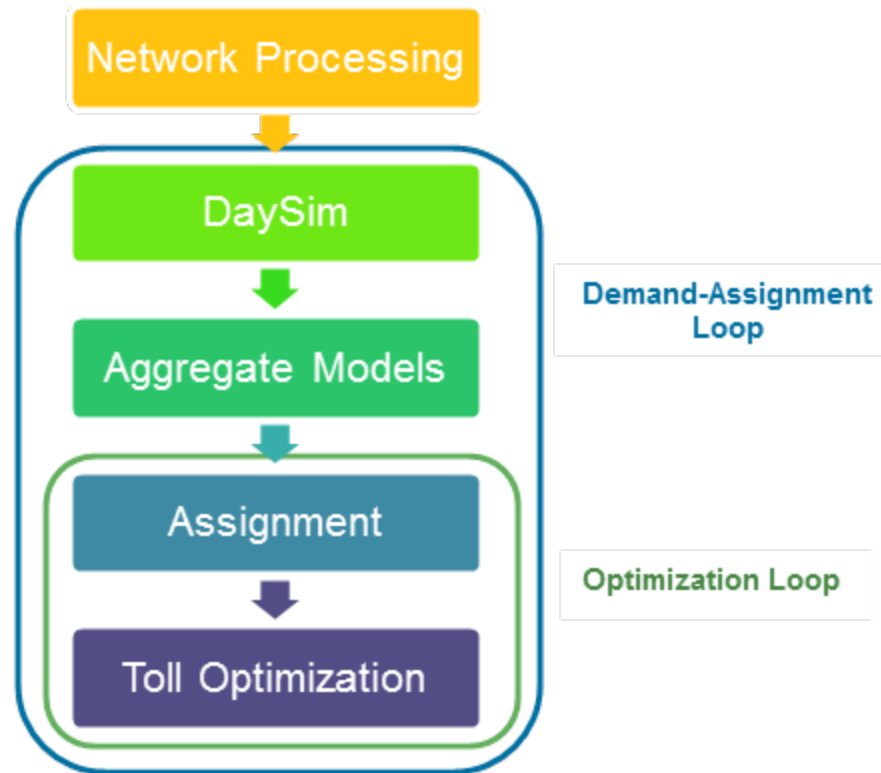 Network Processing
DaySim
Demand-Assignment
Loop
Aggregate Models
Assignment
Optimization Loop
Toll Optimization